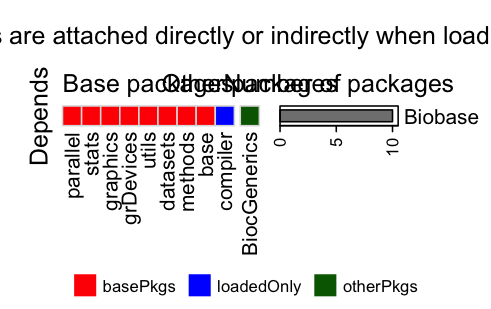 s are attached directly or indirectly when load
Base packages
Other packages
Number of packages
Depends
Biobase
0
5
10
parallel
stats
graphics
grDevices
utils
datasets
methods
base
compiler
BiocGenerics
basePkgs
loadedOnly
otherPkgs